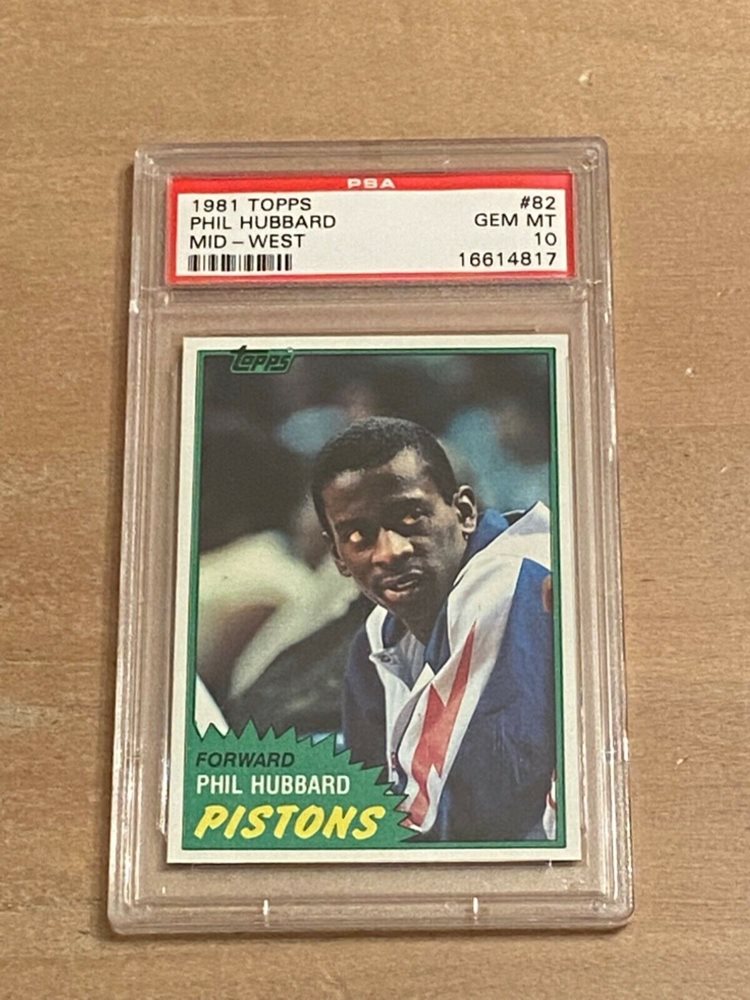 PSA
1981 TOPPS #82
PHIL HUBBARD GEM MT
MID - WEST 10
16614817
Topps
FORWARD
PHIL HUBBARD
PISTONS